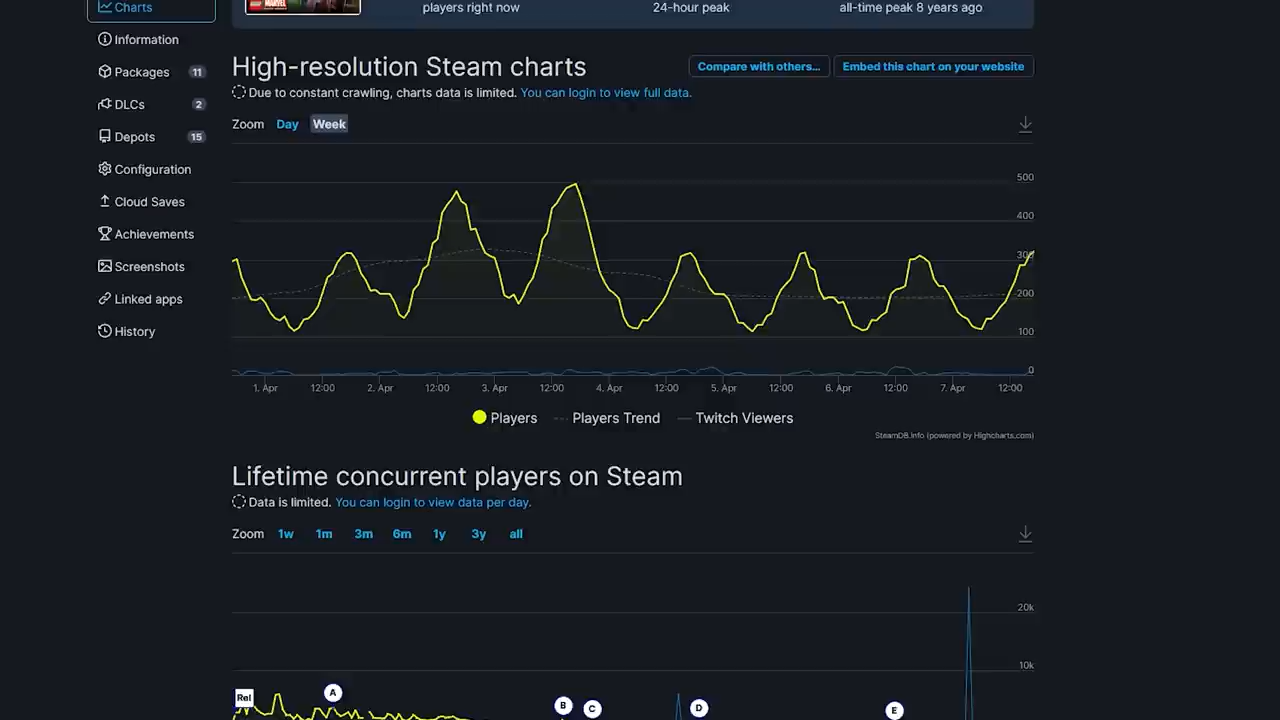 Charts
players right now
24-hour peak
all-time peak 8 years ago
LEGO MARVEL
Information
Packages 11
DLCs 2
Depots 15
Configuration
Cloud Saves
Achievements
Screenshots
Linked apps
History
High-resolution Steam charts
Compare with others...
Embed this chart on your website
Due to constant crawling, charts data is limited. You can login to view full data.
Zoom Day Week
500
400
300
200
100
0
1. Apr 12:00 2. Apr 12:00 3. Apr 12:00 4. Apr 12:00 5. Apr 12:00 6. Apr 12:00 7. Apr 12:00
Players Players Trend Twitch Viewers
SteamDB.info (powered by Highcharts.com)
Lifetime concurrent players on Steam
Data is limited. You can login to view data per day.
Zoom 1w 1m 3m 6m 1y 3y all
20k
10k
Rel A B C D E